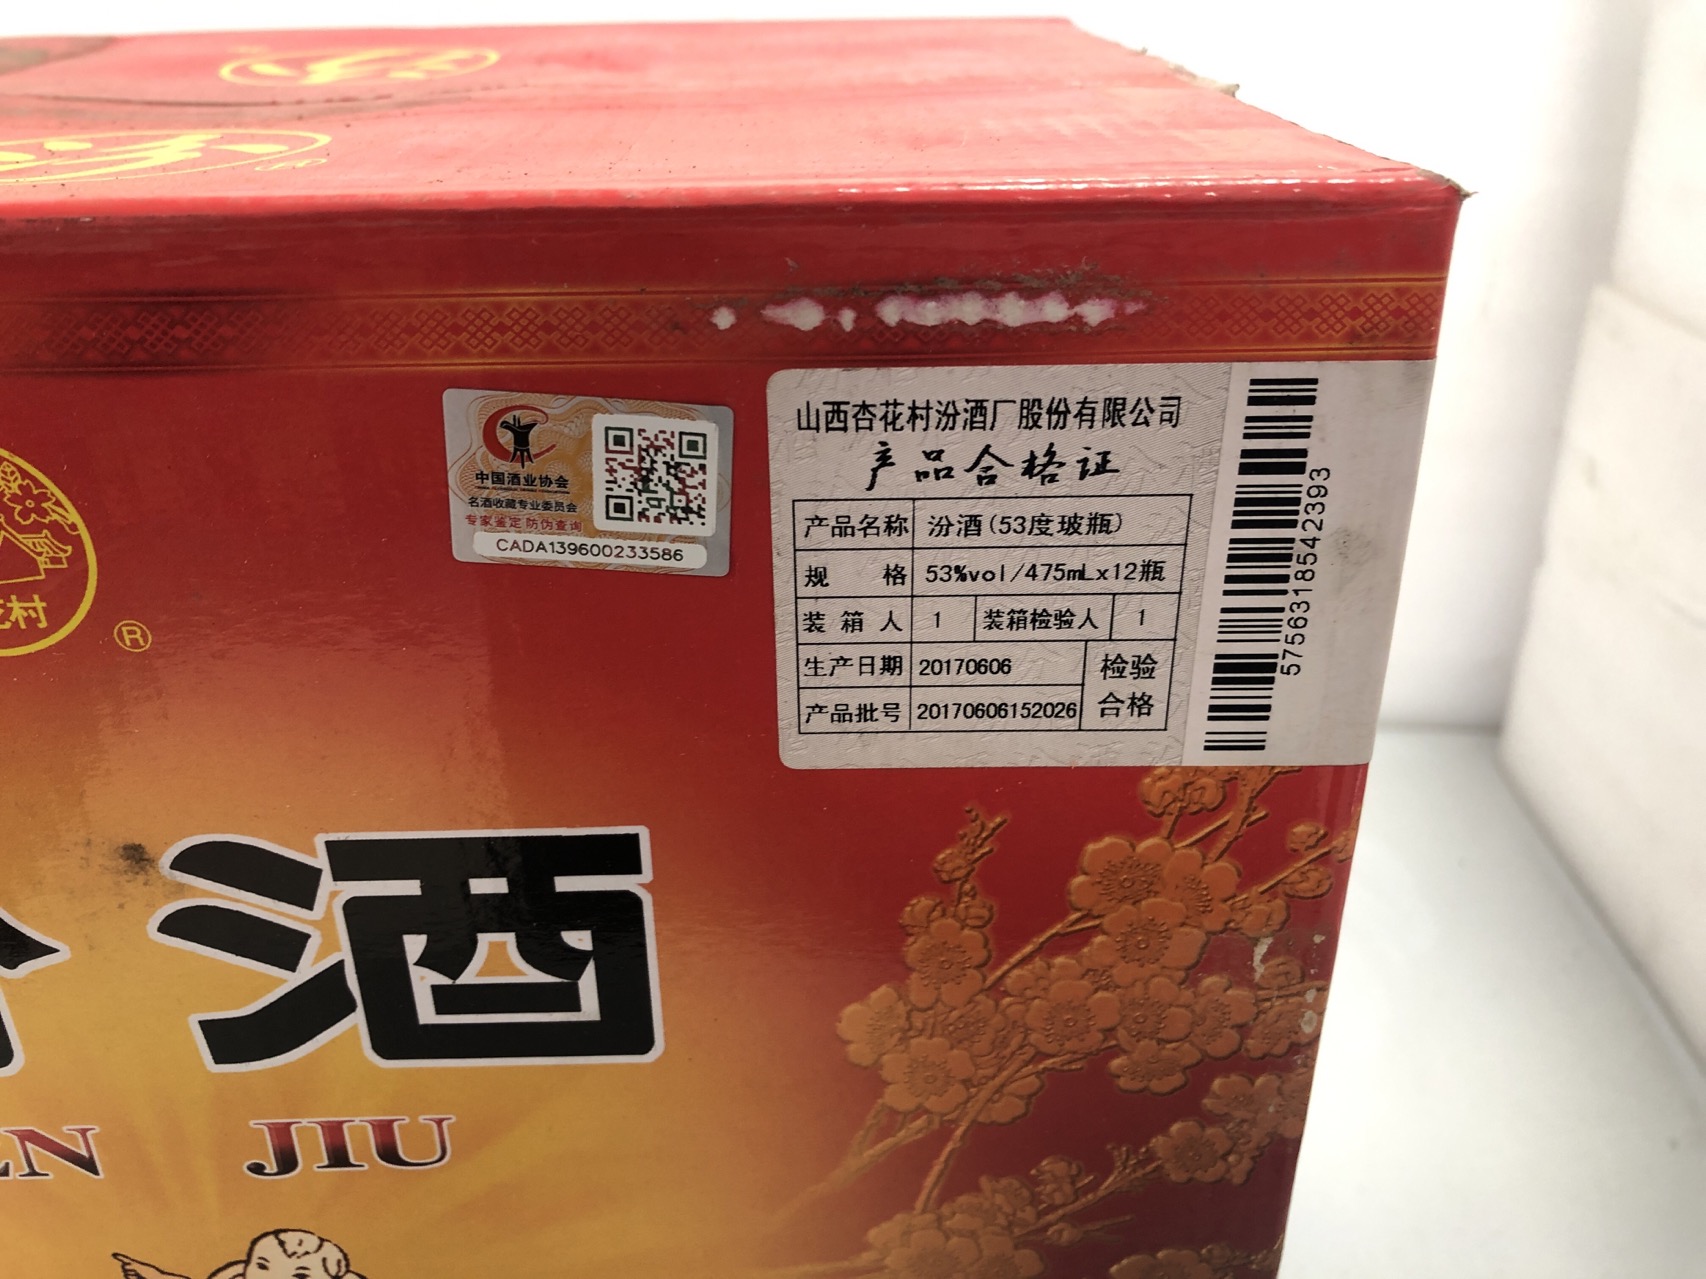 中国酒业协会
名酒收藏专业委员会
专家鉴定 防伪查询
CADA139600233586
山西杏花村汾酒厂股份有限公司
产品合格证
产品名称 汾酒(53度玻瓶)
规 格 53%vol/475mLx12瓶
装 箱 人 1 装箱检验人 1
生产日期 20170606 检验
产品批号 20170606152026 合格
575631854239​3
村
®
酒
EN JIU